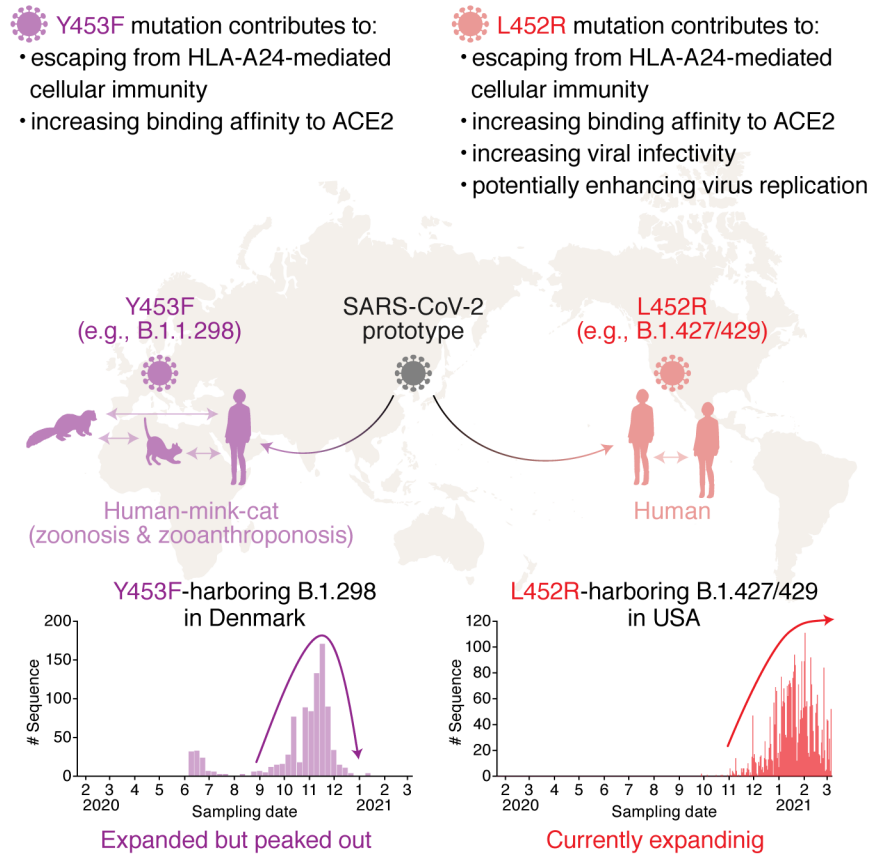 Y453F mutation contributes to:
• escaping from HLA-A24-mediated
cellular immunity
• increasing binding affinity to ACE2
L452R mutation contributes to:
• escaping from HLA-A24-mediated
cellular immunity
• increasing binding affinity to ACE2
• increasing viral infectivity
• potentially enhancing virus replication
Y453F
(e.g., B.1.1.298)
SARS-CoV-2
prototype
L452R
(e.g., B.1.427/429)
Human-mink-cat
(zoonosis & zooanthroponosis)
Human
Y453F-harboring B.1.298
in Denmark
# Sequence
200
150
100
50
0
2 3 4 5 6 7 8 9 10 11 12 1 2 3
2020 2021
Sampling date
Expanded but peaked out
L452R-harboring B.1.427/429
in USA
# Sequence
120
100
80
60
40
20
0
2 3 4 5 6 7 8 9 10 11 12 1 2 3
2020 2021
Sampling date
Currently expandinig